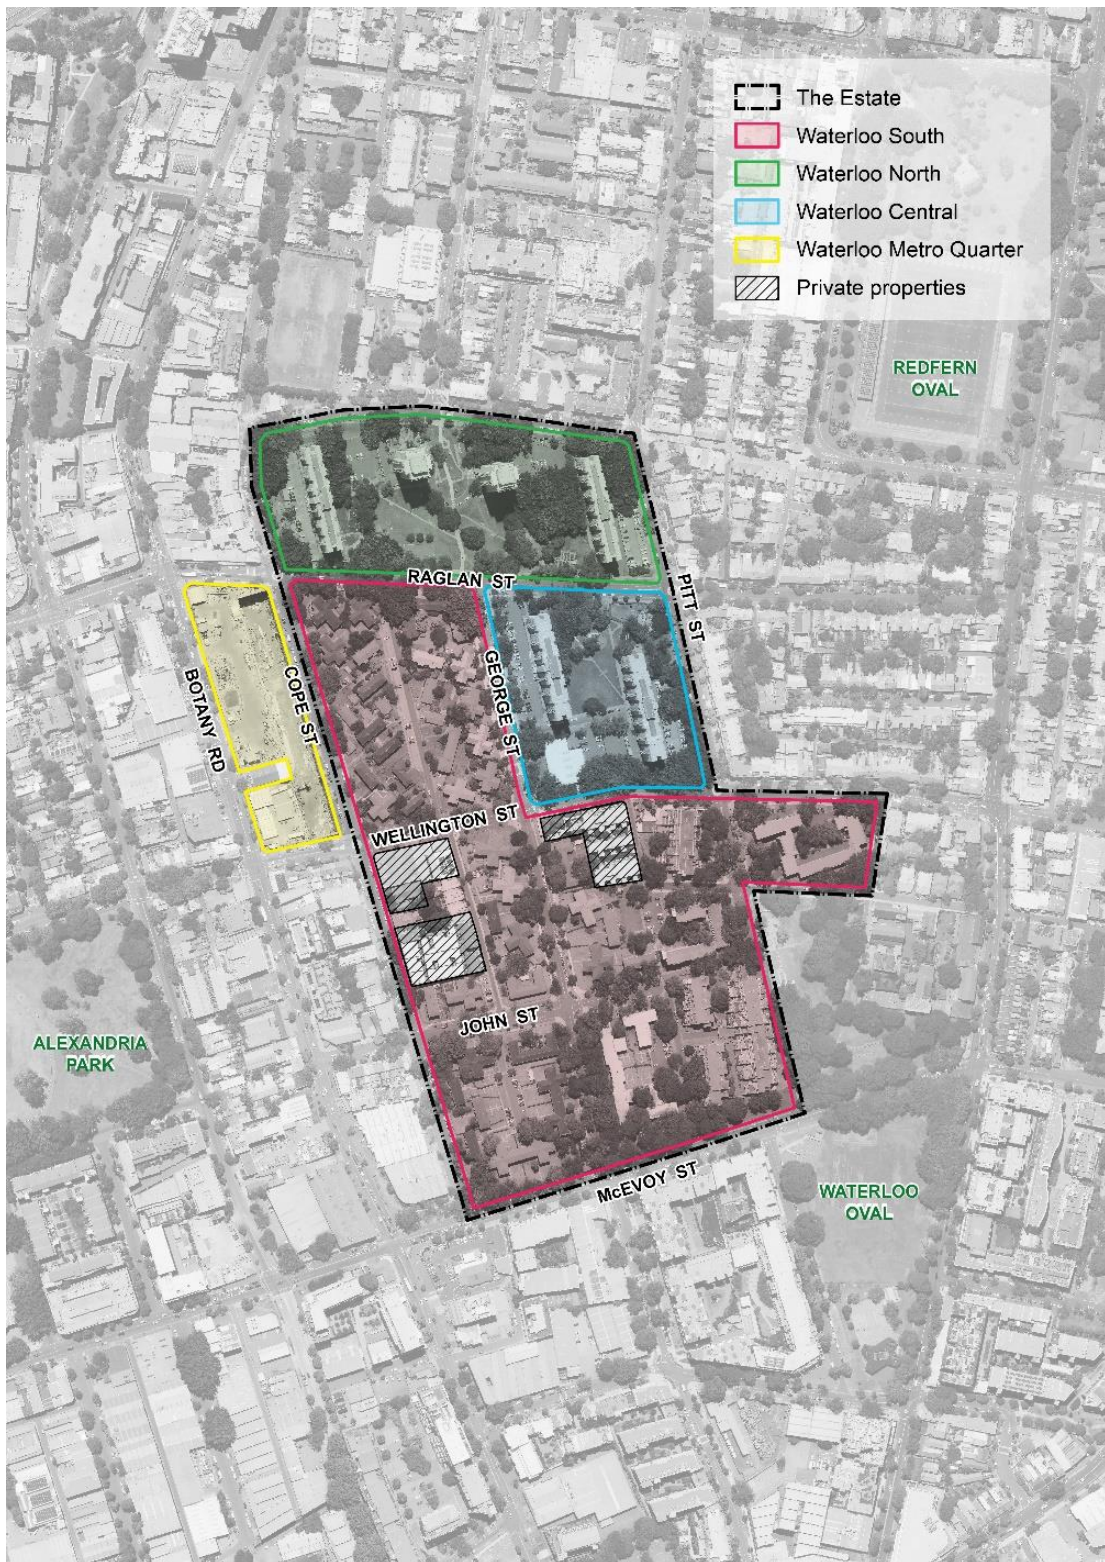 The Estate
Waterloo South
Waterloo North
Waterloo Central
Waterloo Metro Quarter
Private properties
REDFERN
OVAL
RAGLAN ST
PITT ST
GEORGE ST
COPE ST
BOTANY RD
WELLINGTON ST
JOHN ST
ALEXANDRIA
PARK
McEVOY ST
WATERLOO
OVAL